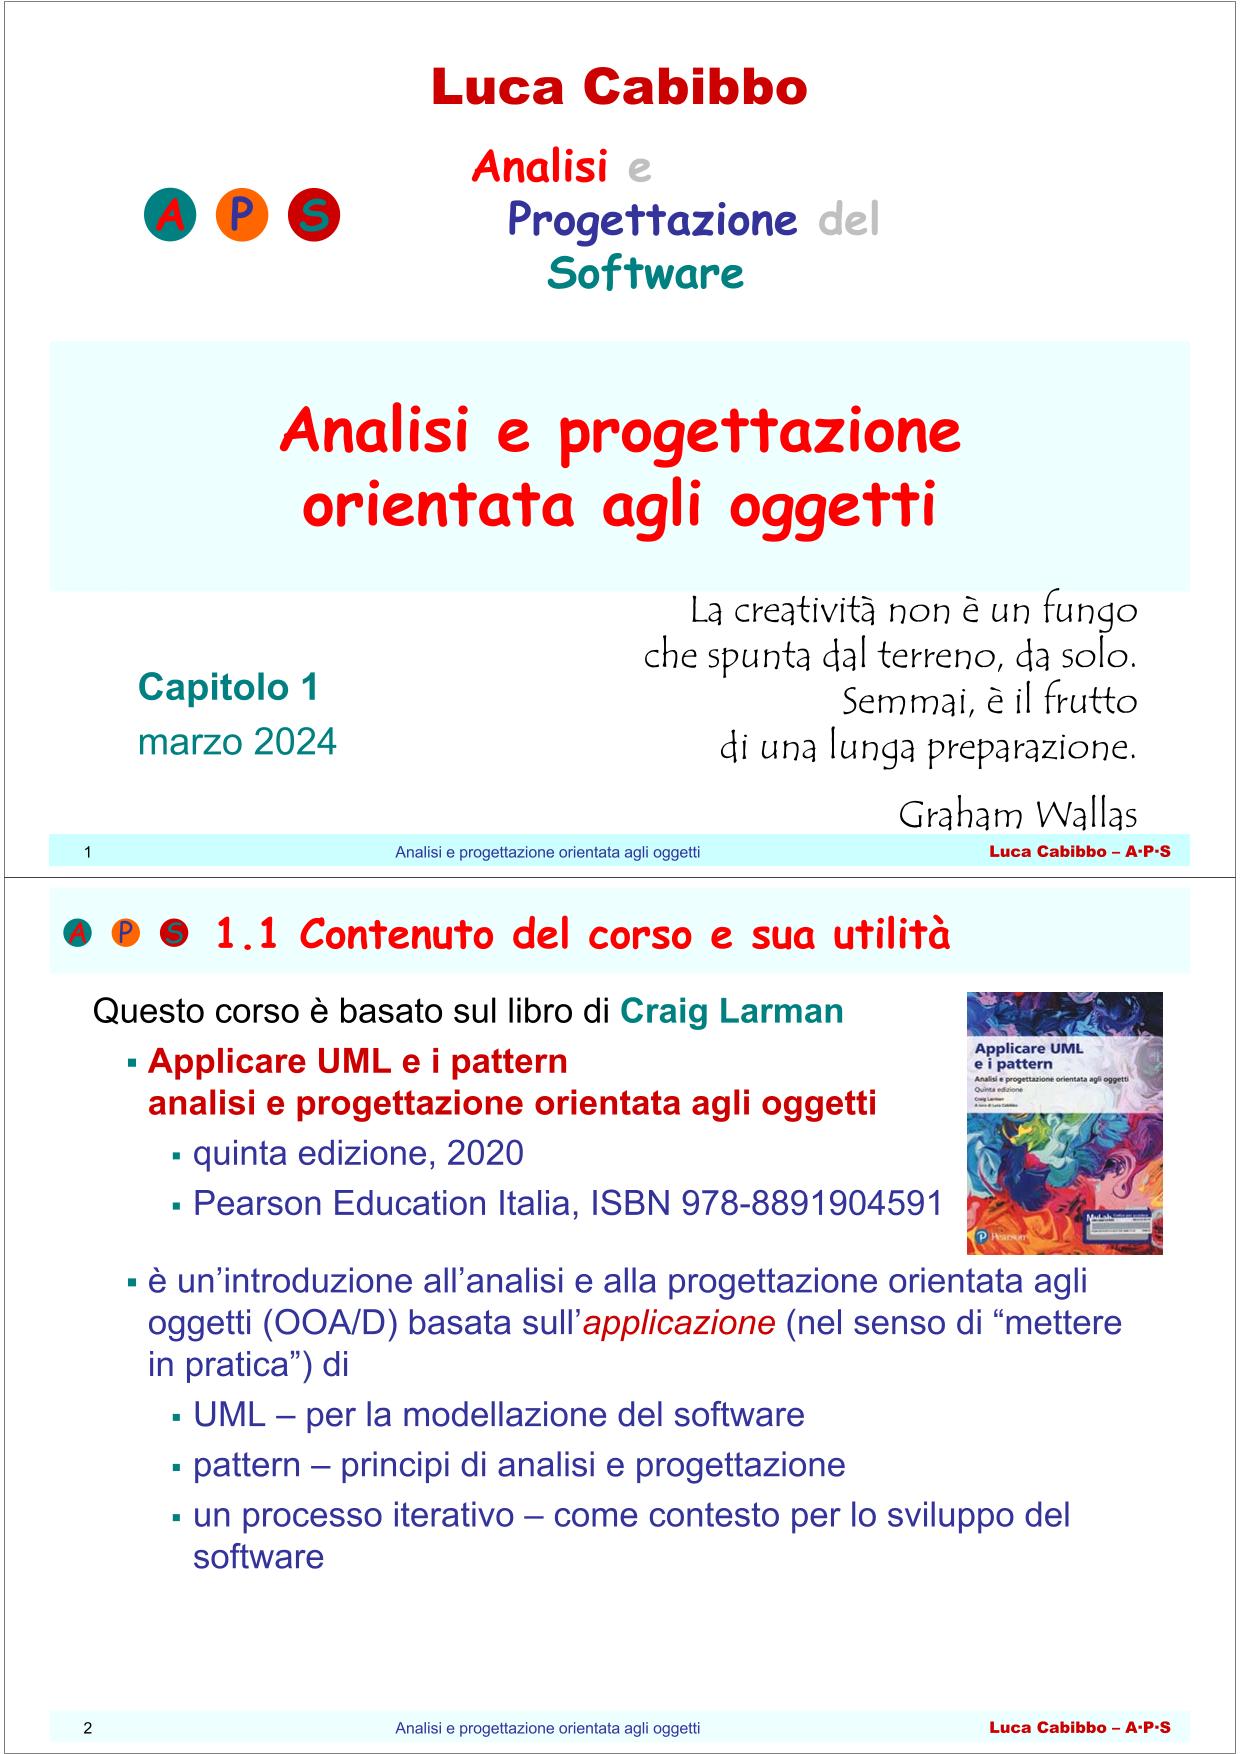 Luca Cabibbo
Analisi e
A P S
Progettazione del
Software
Analisi e progettazione
orientata agli oggetti
La creatività non è un fungo
che spunta dal terreno, da solo.
Semmai, è il frutto
di una lunga preparazione.
Graham Wallas
Capitolo 1
marzo 2024
1 Analisi e progettazione orientata agli oggetti Luca Cabibbo – A·P·S
A P S 1.1 Contenuto del corso e sua utilità
Questo corso è basato sul libro di Craig Larman
▪ Applicare UML e i pattern
analisi e progettazione orientata agli oggetti
▪ quinta edizione, 2020
▪ Pearson Education Italia, ISBN 978-8891904591
Applicare UML
e i pattern
Analisi e progettazione orientata agli oggetti
Quinta edizione
Craig Larman
A cura di Luca Cabibbo
MyLab
P Pearson
▪ è un’introduzione all’analisi e alla progettazione orientata agli
oggetti (OOA/D) basata sull’applicazione (nel senso di “mettere
in pratica”) di
▪ UML – per la modellazione del software
▪ pattern – principi di analisi e progettazione
▪ un processo iterativo – come contesto per lo sviluppo del
software
2 Analisi e progettazione orientata agli oggetti Luca Cabibbo – A·P·S